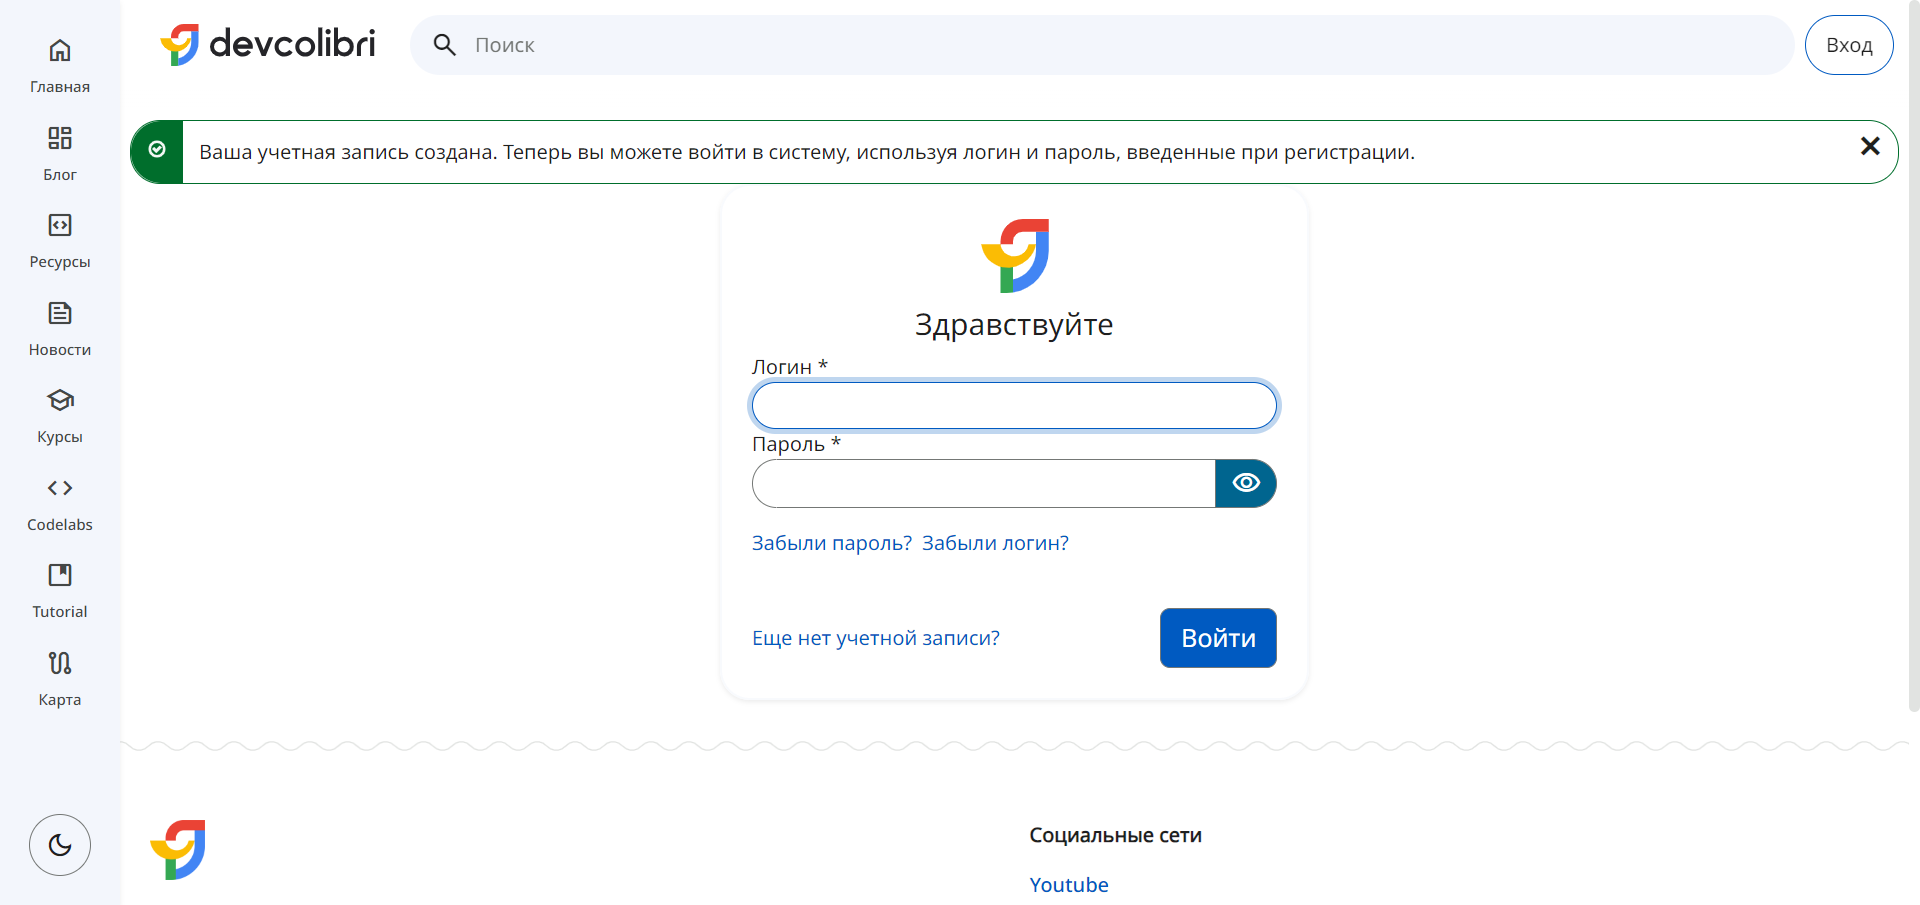 Главная
Блог
Ресурсы
Новости
Курсы
Codelabs
Tutorial
Карта
devcolibri
Поиск
Вход
Ваша учетная запись создана. Теперь вы можете войти в систему, используя логин и пароль, введенные при регистрации.
Здравствуйте
Логин *
Пароль *
Забыли пароль? Забыли логин?
Еще нет учетной записи?
Войти
Социальные сети
Youtube